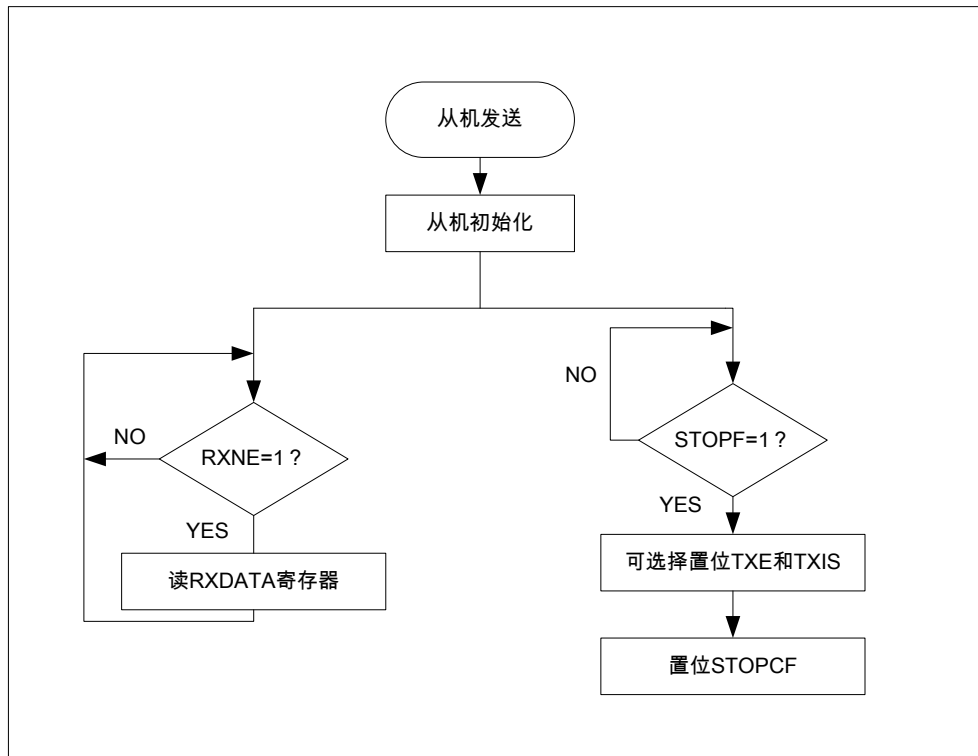 从机发送
从机初始化
NO
RXNE=1？
YES
读RXDATA寄存器
NO
STOPF=1？
YES
可选择置位TXE和TXIS
置位STOPCF